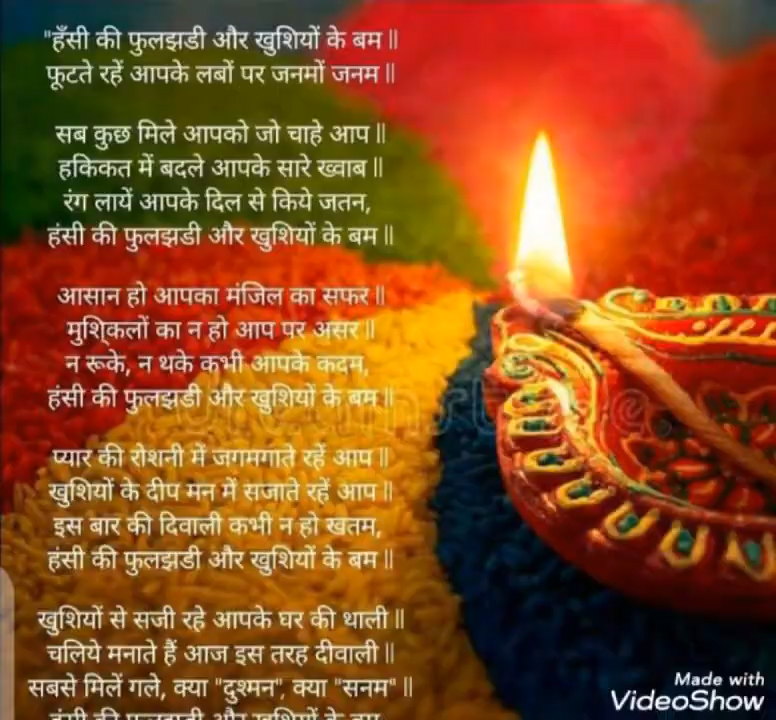 "हँसी की फुलझडी और खुशियों के बम॥
फूटते रहें आपके लबों पर जनमों जनम॥
सब कुछ मिले आपको जो चाहे आप॥
हकिकत में बदले आपके सारे ख्वाब॥
रंग लायें आपके दिल से किये जतन,
हंसी की फुलझडी और खुशियों के बम॥
आसान हो आपका मंजिल का सफर॥
मुश्किलों का न हो आप पर असर॥
न रूके, न थके कभी आपके कदम,
हंसी की फुलझडी और खुशियों के बम॥
प्यार की रोशनी में जगमगाते रहें आप॥
खुशियों के दीप मन में सजाते रहें आप॥
इस बार की दिवाली कभी न हो खतम,
हंसी की फुलझडी और खुशियों के बम॥
खुशियों से सजी रहे आपके घर की थाली॥
चलिये मनाते हैं आज इस तरह दीवाली॥
सबसे मिलें गले, क्या "दुश्मन", क्या "सनम"॥
हंसी की फुलझडी और खुशियों के बम
Made with
VideoShow